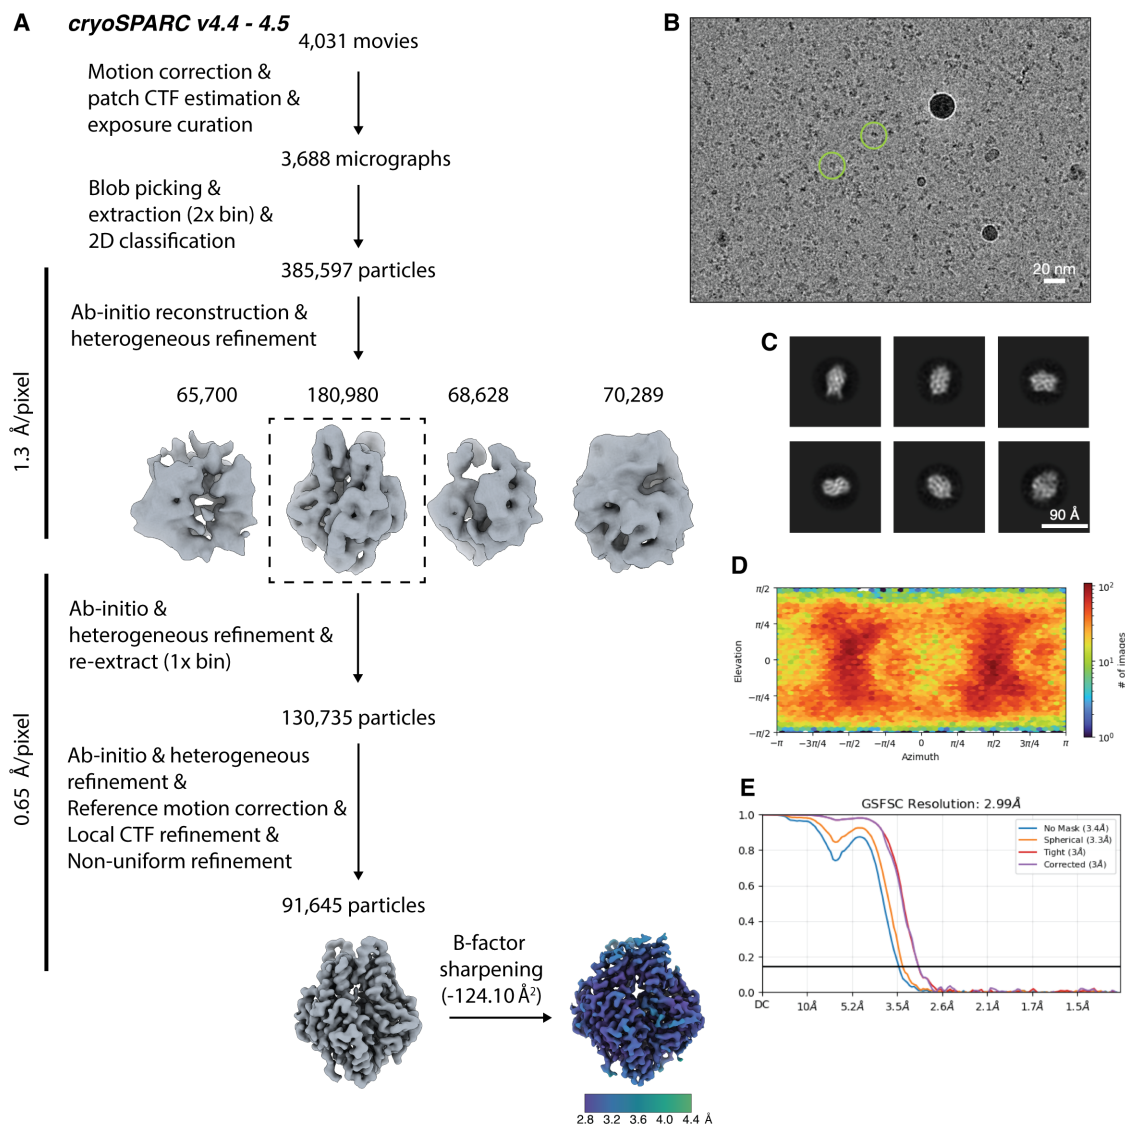 A
cryoSPARC v4.4 - 4.5
4,031 movies
Motion correction &
patch CTF estimation &
exposure curation
3,688 micrographs
Blob picking &
extraction (2x bin) &
2D classification
385,597 particles
1.3 Å/pixel
Ab-initio reconstruction &
heterogeneous refinement
65,700
180,980
68,628
70,289
0.65 Å/pixel
Ab-initio &
heterogeneous refinement &
re-extract (1x bin)
130,735 particles
Ab-initio & heterogeneous
refinement &
Reference motion correction &
Local CTF refinement &
Non-uniform refinement
91,645 particles
B-factor
sharpening
(-124.10 Å²)
2.8 3.2 3.6 4.0 4.4 Å
B
20 nm
C
90 Å
D
π/2
π/4
0
−π/4
−π/2
Elevation
−π −3π/4 −π/2 −π/4 0 π/4 π/2 3π/4 π
Azimuth
10²
10¹
10⁰
# of images
E
GSFSC Resolution: 2.99Å
1.0
0.8
0.6
0.4
0.2
0.0
No Mask (3.4Å)
Spherical (3.3Å)
Tight (3Å)
Corrected (3Å)
DC 10Å 5.2Å 3.5Å 2.6Å 2.1Å 1.7Å 1.5Å